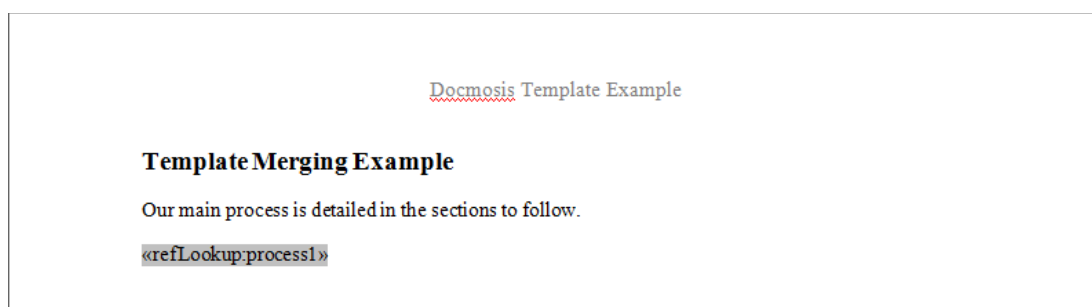 Docmosis Template Example
Template Merging Example
Our main process is detailed in the sections to follow.
«refLookup:process1»